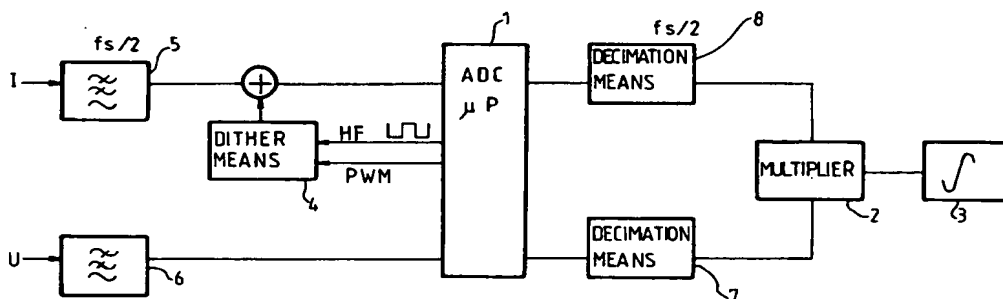 1
8
fs/2
5
fs/2
I
ADC
μP
DECIMATION
MEANS
HF
DITHER
MEANS
4
PWM
MULTIPLIER
2
∫
3
U
6
DECIMATION
MEANS
7